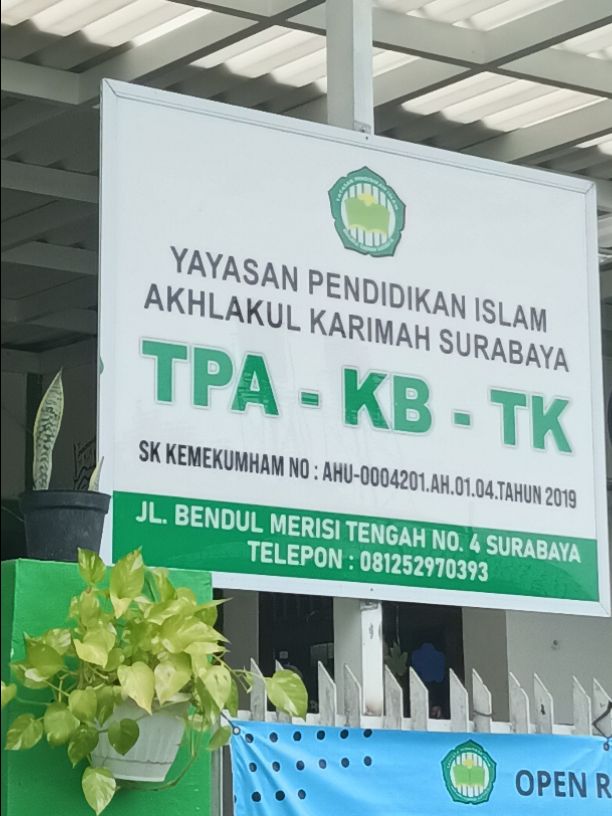 YAYASAN PENDIDIKAN ISLAM
AKHLAKUL KARIMAH SURABAYA
TPA - KB - TK
SK KEMEKUMHAM NO : AHU-0004201.AH.01.04.TAHUN 2019
JL. BENDUL MERISI TENGAH NO. 4 SURABAYA
TELEPON : 081252970393
OPEN R